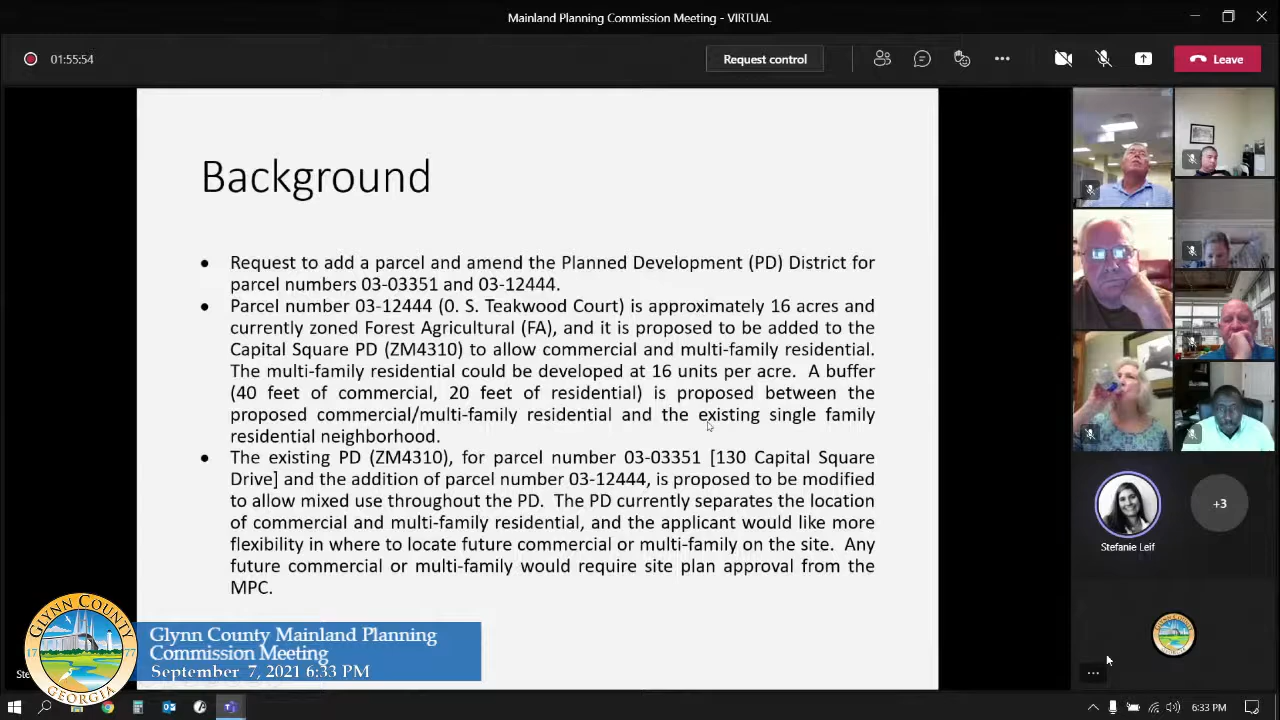 Mainland Planning Commission Meeting - VIRTUAL
01:55:54
Request control
Leave
Background
Request to add a parcel and amend the Planned Development (PD) District for
parcel numbers 03-03351 and 03-12444.
Parcel number 03-12444 (0. S. Teakwood Court) is approximately 16 acres and
currently zoned Forest Agricultural (FA), and it is proposed to be added to the
Capital Square PD (ZM4310) to allow commercial and multi-family residential.
The multi-family residential could be developed at 16 units per acre. A buffer
(40 feet of commercial, 20 feet of residential) is proposed between the
proposed commercial/multi-family residential and the existing single family
residential neighborhood.
The existing PD (ZM4310), for parcel number 03-03351 [130 Capital Square
Drive] and the addition of parcel number 03-12444, is proposed to be modified
to allow mixed use throughout the PD. The PD currently separates the location
of commercial and multi-family residential, and the applicant would like more
flexibility in where to locate future commercial or multi-family on the site. Any
future commercial or multi-family would require site plan approval from the
MPC.
+3
Stefanie Leif
GLYNN COUNTY
1777
GEORGIA
Glynn County Mainland Planning
Commission Meeting
September 7, 2021 6:33 PM
Ste
6:33 PM